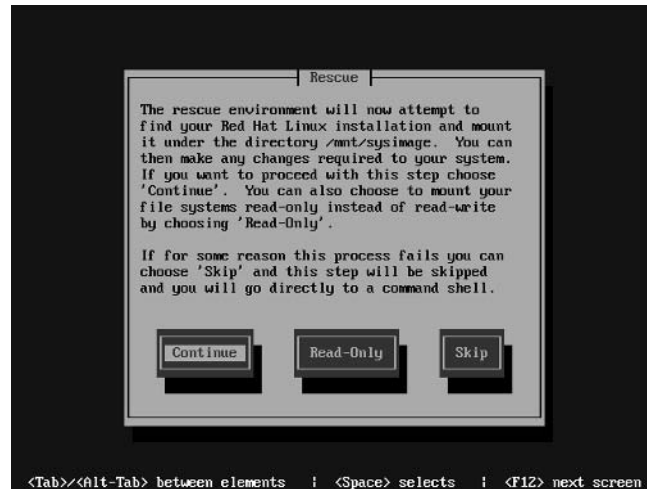 Rescue
The rescue environment will now attempt to
find your Red Hat Linux installation and mount
it under the directory /mnt/sysimage.  You can
then make any changes required to your system.
If you want to proceed with this step choose
'Continue'.  You can also choose to mount your
file systems read-only instead of read-write
by choosing 'Read-Only'.
If for some reason this process fails you can
choose 'Skip' and this step will be skipped
and you will go directly to a command shell.
Continue Read-Only Skip
<Tab>/<Alt-Tab> between elements | <Space> selects | <F12> next screen